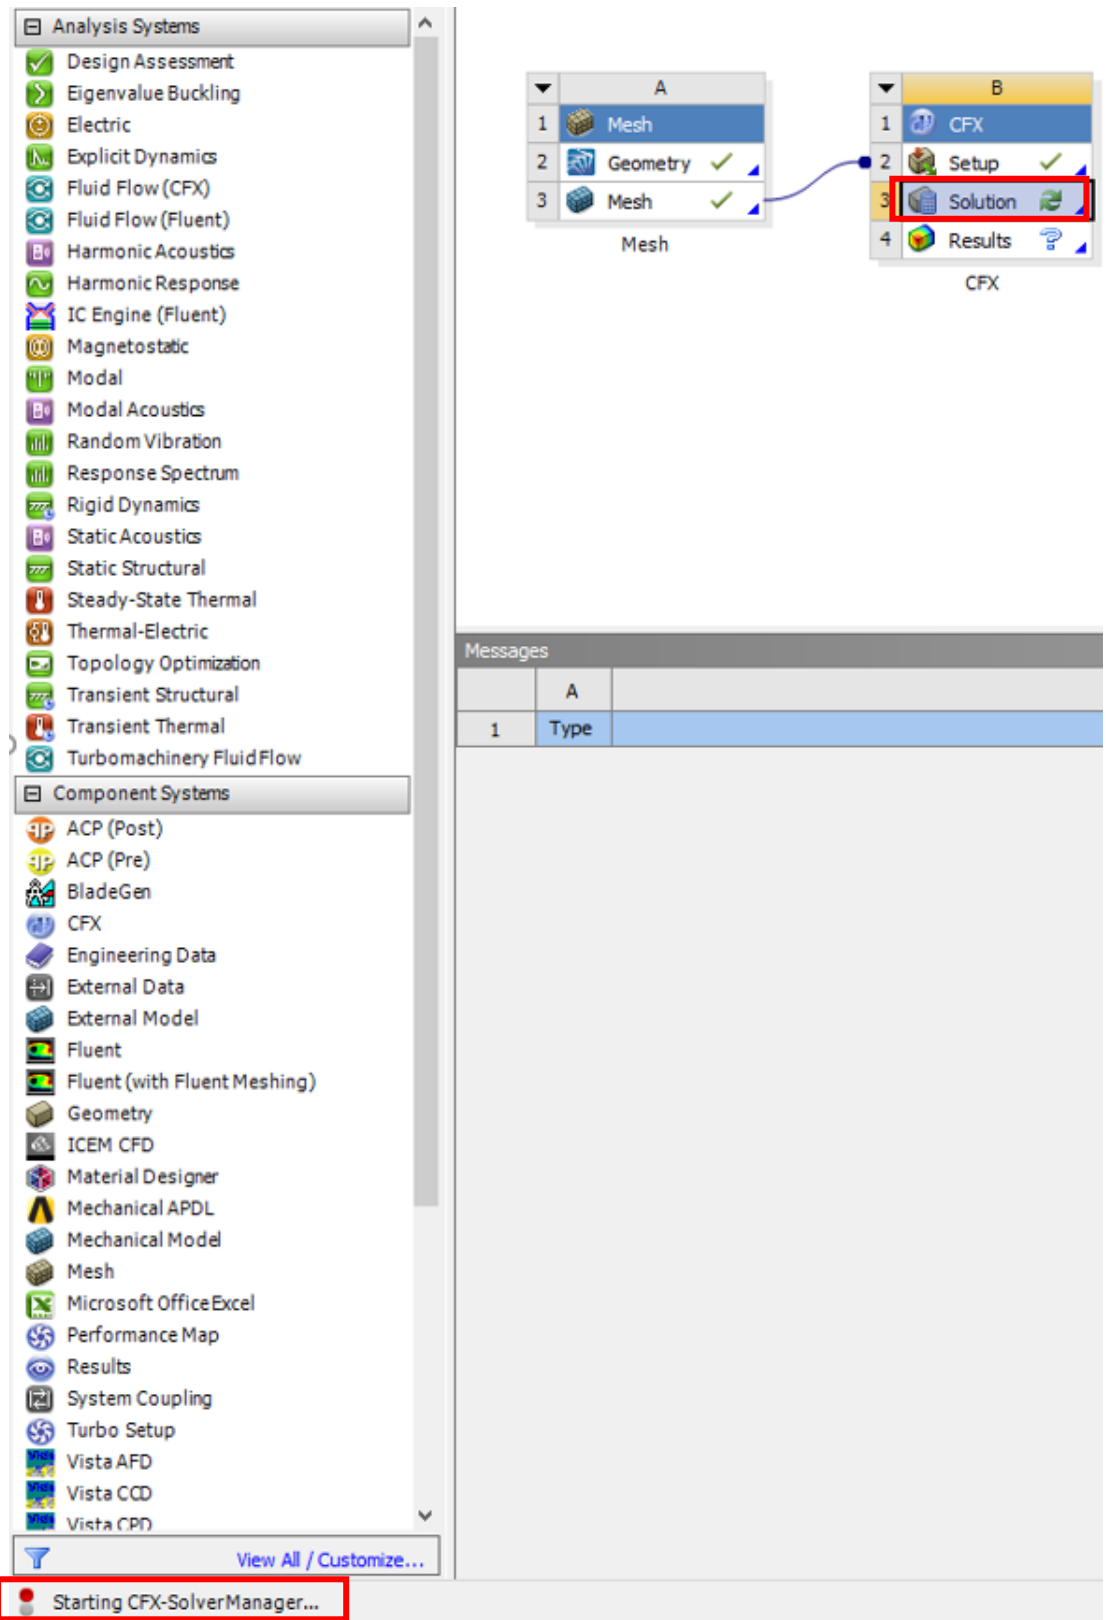 Analysis Systems
Design Assessment
Eigenvalue Buckling
Electric
Explicit Dynamics
Fluid Flow (CFX)
Fluid Flow (Fluent)
Harmonic Acoustics
Harmonic Response
IC Engine (Fluent)
Magnetostatic
Modal
Modal Acoustics
Random Vibration
Response Spectrum
Rigid Dynamics
Static Acoustics
Static Structural
Steady-State Thermal
Thermal-Electric
Topology Optimization
Transient Structural
Transient Thermal
Turbomachinery Fluid Flow
Component Systems
ACP (Post)
ACP (Pre)
BladeGen
CFX
Engineering Data
External Data
External Model
Fluent
Fluent (with Fluent Meshing)
Geometry
ICEM CFD
Material Designer
Mechanical APDL
Mechanical Model
Mesh
Microsoft Office Excel
Performance Map
Results
System Coupling
Turbo Setup
Vista AFD
Vista CCD
Vista CPD
View All / Customize...
Starting CFX-SolverManager...
A
1 Mesh
2 Geometry
3 Mesh
Mesh
B
1 CFX
2 Setup
3 Solution
4 Results
CFX
Messages
A
1 Type